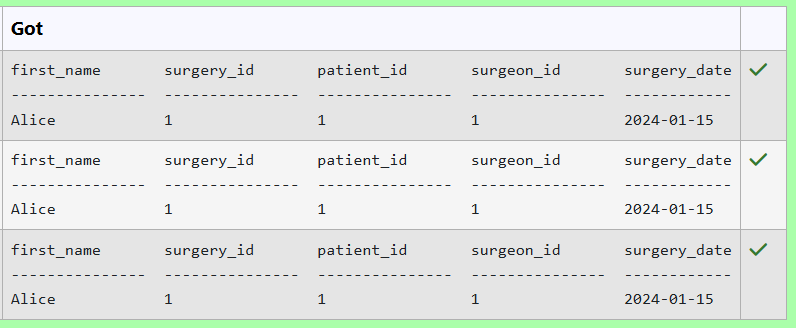 Got
first_name surgery_id patient_id surgeon_id surgery_date
--------------- --------------- --------------- --------------- ------------
Alice 1 1 1 2024-01-15
first_name surgery_id patient_id surgeon_id surgery_date
--------------- --------------- --------------- --------------- ------------
Alice 1 1 1 2024-01-15
first_name surgery_id patient_id surgeon_id surgery_date
--------------- --------------- --------------- --------------- ------------
Alice 1 1 1 2024-01-15